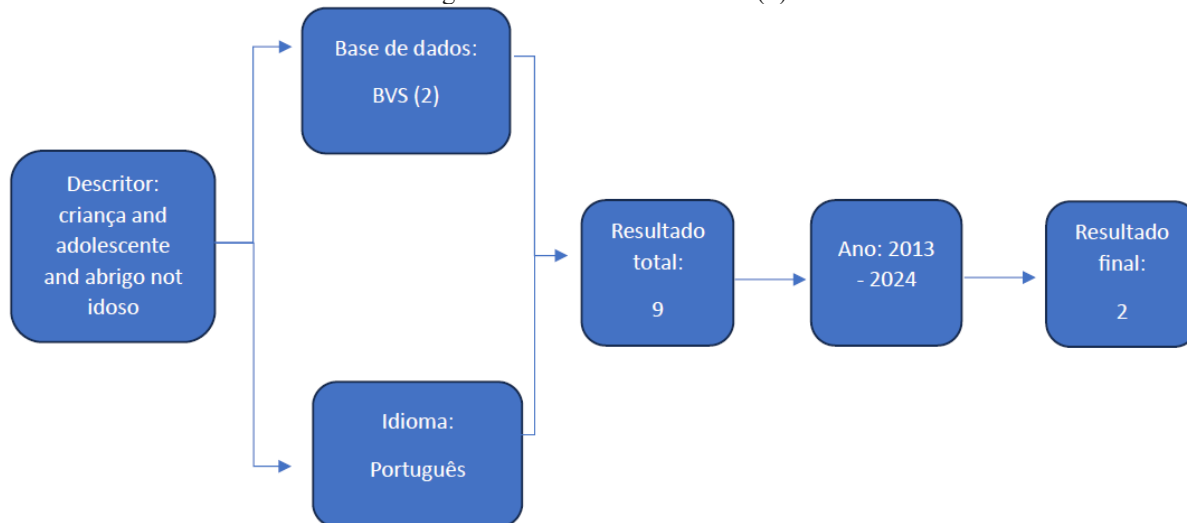 Base de dados:
BVS (2)
Descritor:
criança and
adolescente
and abrigo not
idoso
Resultado
total:
9
Ano: 2013
- 2024
Resultado
final:
2
Idioma:
Português